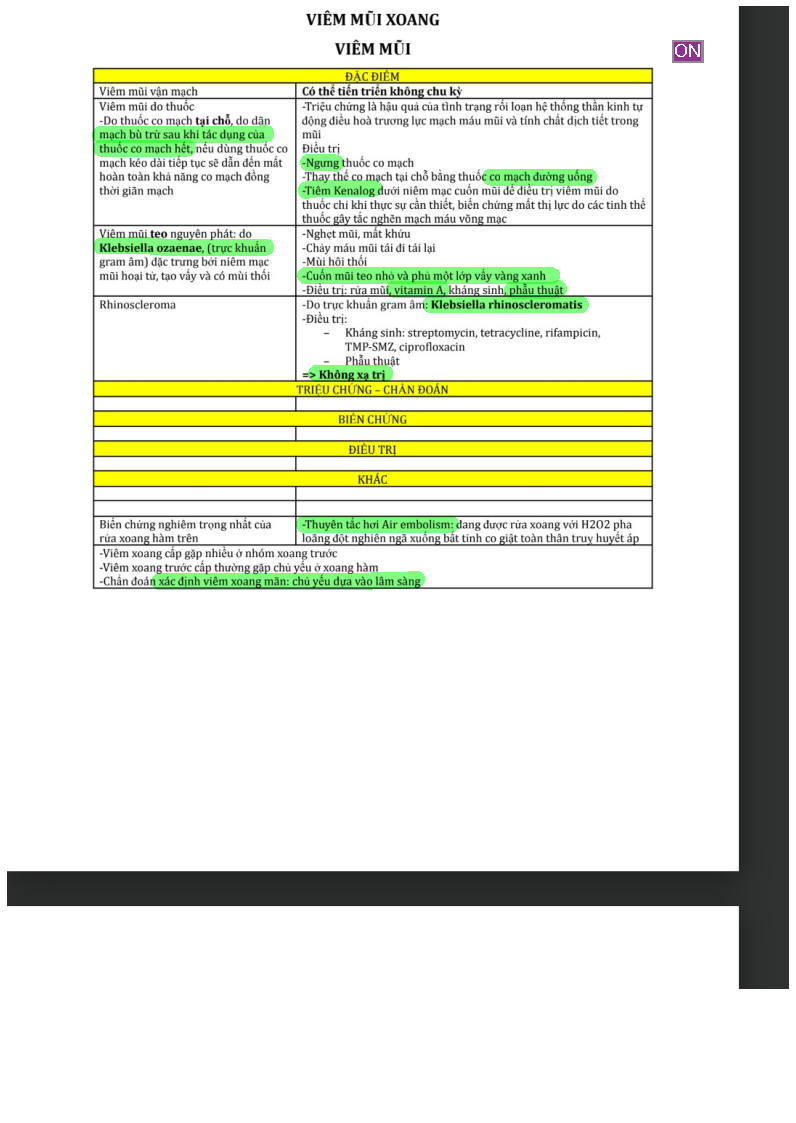 VIÊM MŨI XOANG
VIÊM MŨI
ON
ĐẶC ĐIỂM
Viêm mũi vận mạch
Có thể tiến triển không chu kỳ
Viêm mũi do thuốc
-Do thuốc co mạch tại chỗ, do dãn
mạch bù trừ sau khi tác dụng của
thuốc co mạch hết, nếu dùng thuốc co
mạch kéo dài tiếp tục sẽ dẫn đến mất
hoàn toàn khả năng co mạch đồng
thời giãn mạch
-Triệu chứng là hậu quả của tình trạng rối loạn hệ thống thần kinh tự
động điều hoà trương lực mạch máu mũi và tính chất dịch tiết trong
mũi
Điều trị
-Ngưng thuốc co mạch
-Thay thế co mạch tại chỗ bằng thuốc co mạch đường uống
-Tiêm Kenalog dưới niêm mạc cuốn mũi để điều trị viêm mũi do
thuốc chỉ khi thực sự cần thiết, biến chứng mất thị lực do các tinh thể
thuốc gây tắc nghẽn mạch máu võng mạc
Viêm mũi teo nguyên phát: do
Klebsiella ozaenae, (trực khuẩn
gram âm) đặc trưng bởi niêm mạc
mũi hoại tử, tạo vẩy và có mùi thối
-Nghẹt mũi, mất khứu
-Chảy máu mũi tái đi tái lại
-Mùi hôi thối
-Cuốn mũi teo nhỏ và phủ một lớp vẩy vàng xanh
-Điều trị: rửa mũi, vitamin A, kháng sinh, phẫu thuật
Rhinoscleroma
-Do trực khuẩn gram âm: Klebsiella rhinoscleromatis
-Điều trị:
– Kháng sinh: streptomycin, tetracycline, rifampicin,
TMP-SMZ, ciprofloxacin
– Phẫu thuật
=> Không xạ trị
TRIỆU CHỨNG – CHẨN ĐOÁN
BIẾN CHỨNG
ĐIỀU TRỊ
KHÁC
Biến chứng nghiêm trọng nhất của
rửa xoang hàm trên
-Thuyên tắc hơi Air embolism: đang được rửa xoang với H2O2 pha
loãng đột nghiên ngã xuống bất tỉnh co giật toàn thân truỵ huyết áp
-Viêm xoang cấp gặp nhiều ở nhóm xoang trước
-Viêm xoang trước cấp thường gặp chủ yếu ở xoang hàm
-Chẩn đoán xác định viêm xoang mãn: chủ yếu dựa vào lâm sàng